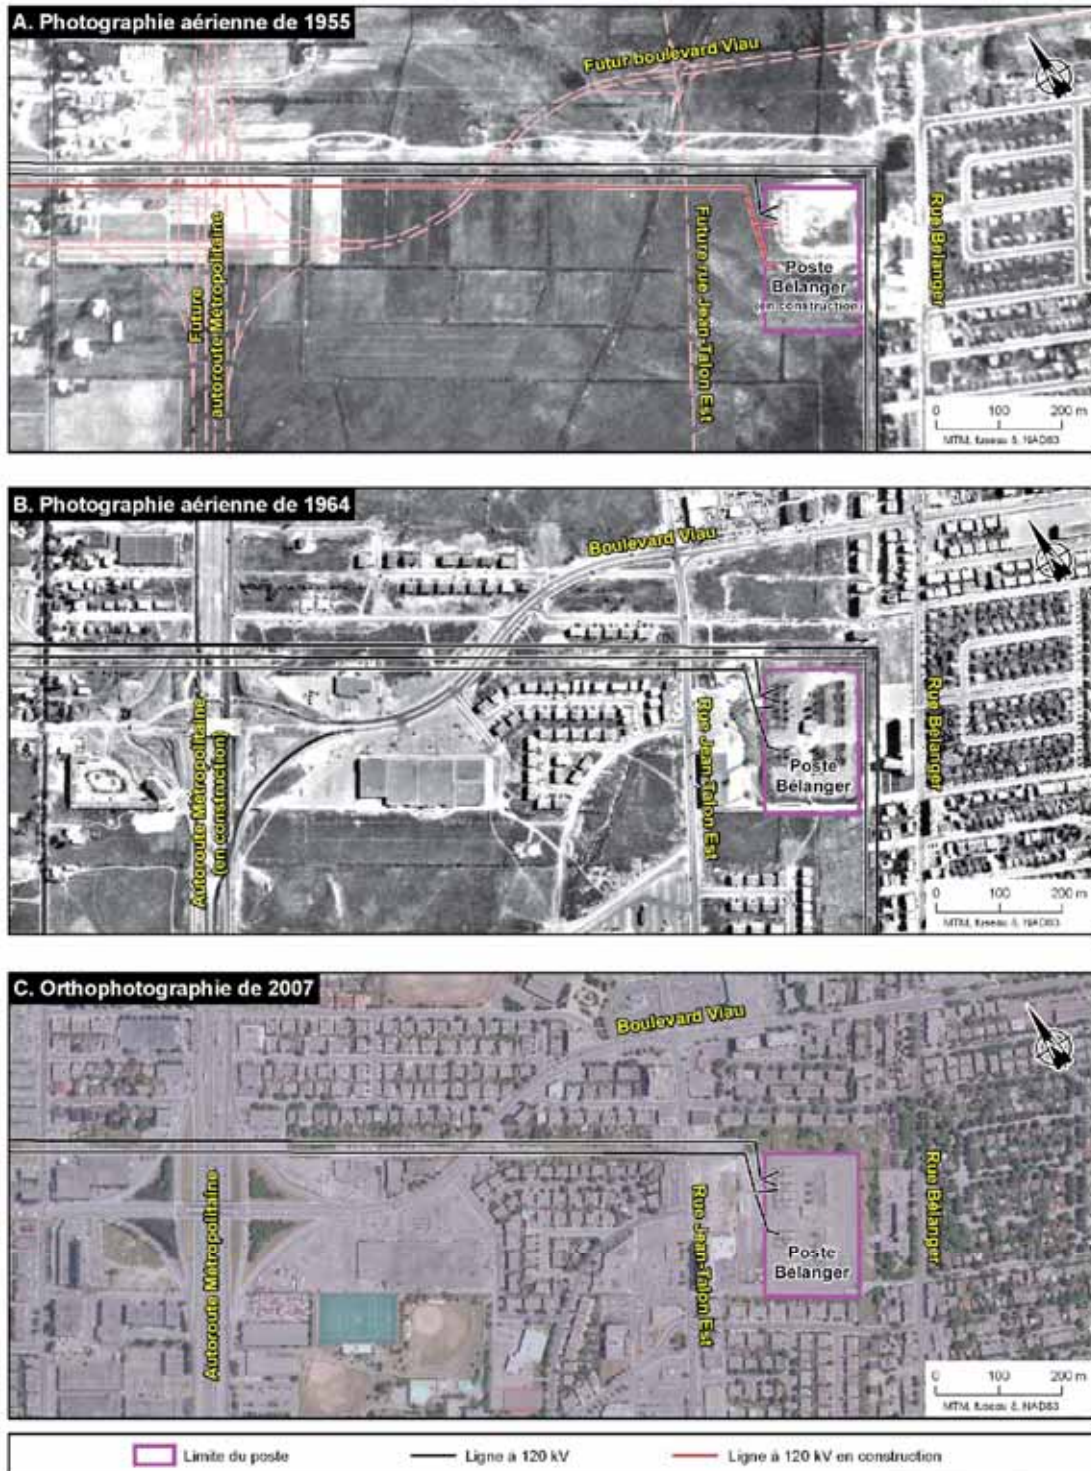 A. Photographie aérienne de 1955
Futur boulevard Viau
Future
autoroute Métropolitaine
Future rue Jean-Talon Est
Poste
Bélanger
(en construction)
Rue Bélanger
0 100 200 m
MTM, fuseau 8, NAD83
B. Photographie aérienne de 1964
Boulevard Viau
Autoroute Métropolitaine
(en construction)
Rue Jean-Talon Est
Poste
Bélanger
Rue Bélanger
0 100 200 m
MTM, fuseau 8, NAD83
C. Orthophotographie de 2007
Boulevard Viau
Autoroute Métropolitaine
Rue Jean-Talon Est
Poste
Bélanger
Rue Bélanger
0 100 200 m
MTM, fuseau 8, NAD83
Limite du poste
Ligne à 120 kV
Ligne à 120 kV en construction